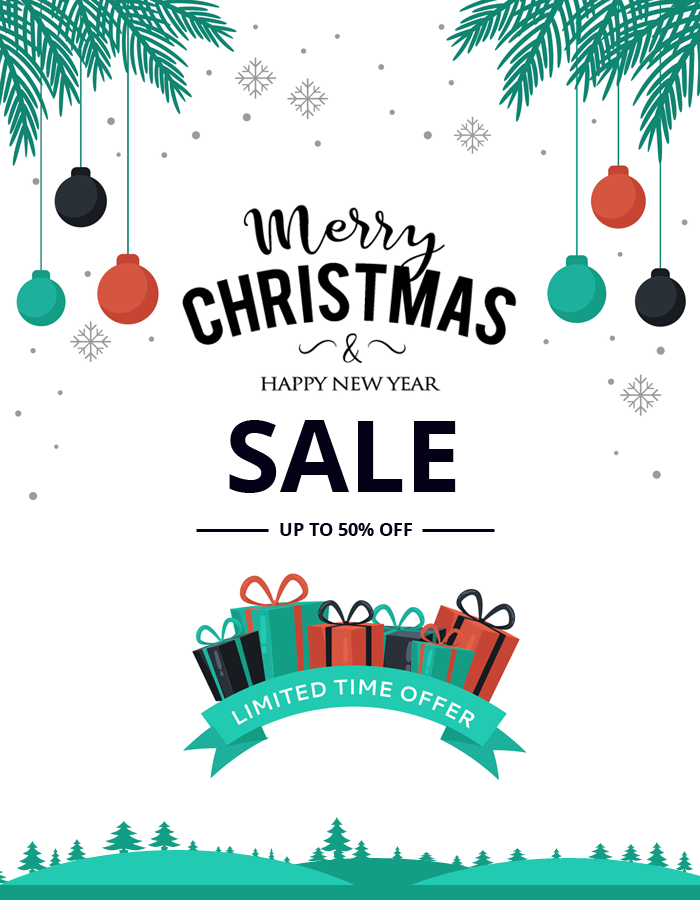 Merry
CHRISTMAS
&
HAPPY NEW YEAR
SALE
UP TO 50% OFF
LIMITED TIME OFFER